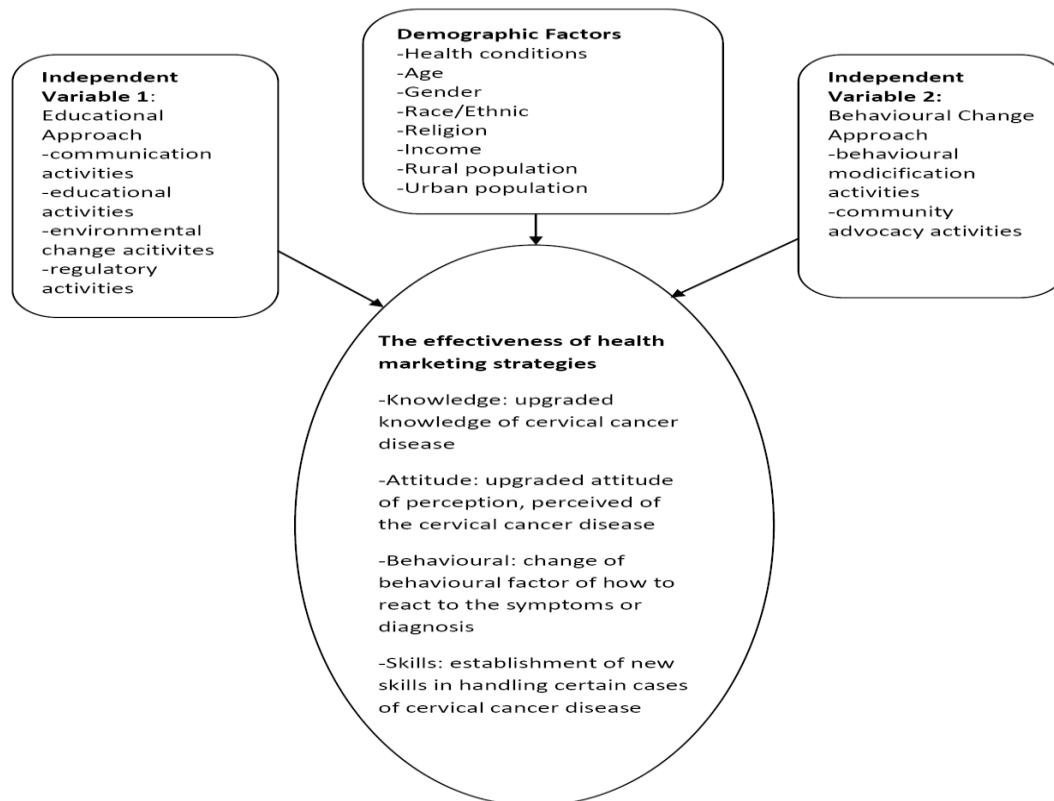 Independent
Variable 1:
Educational
Approach
-communication
activities
-educational
activities
-environmental
change acitivites
-regulatory
activities
Demographic Factors
-Health conditions
-Age
-Gender
-Race/Ethnic
-Religion
-Income
-Rural population
-Urban population
Independent
Variable 2:
Behavioural Change
Approach
-behavioural
modicification
activities
-community
advocacy activities
The effectiveness of health
marketing strategies
-Knowledge: upgraded
knowledge of cervical cancer
disease
-Attitude: upgraded attitude
of perception, perceived of
the cervical cancer disease
-Behavioural: change of
behavioural factor of how to
react to the symptoms or
diagnosis
-Skills: establishment of new
skills in handling certain cases
of cervical cancer disease